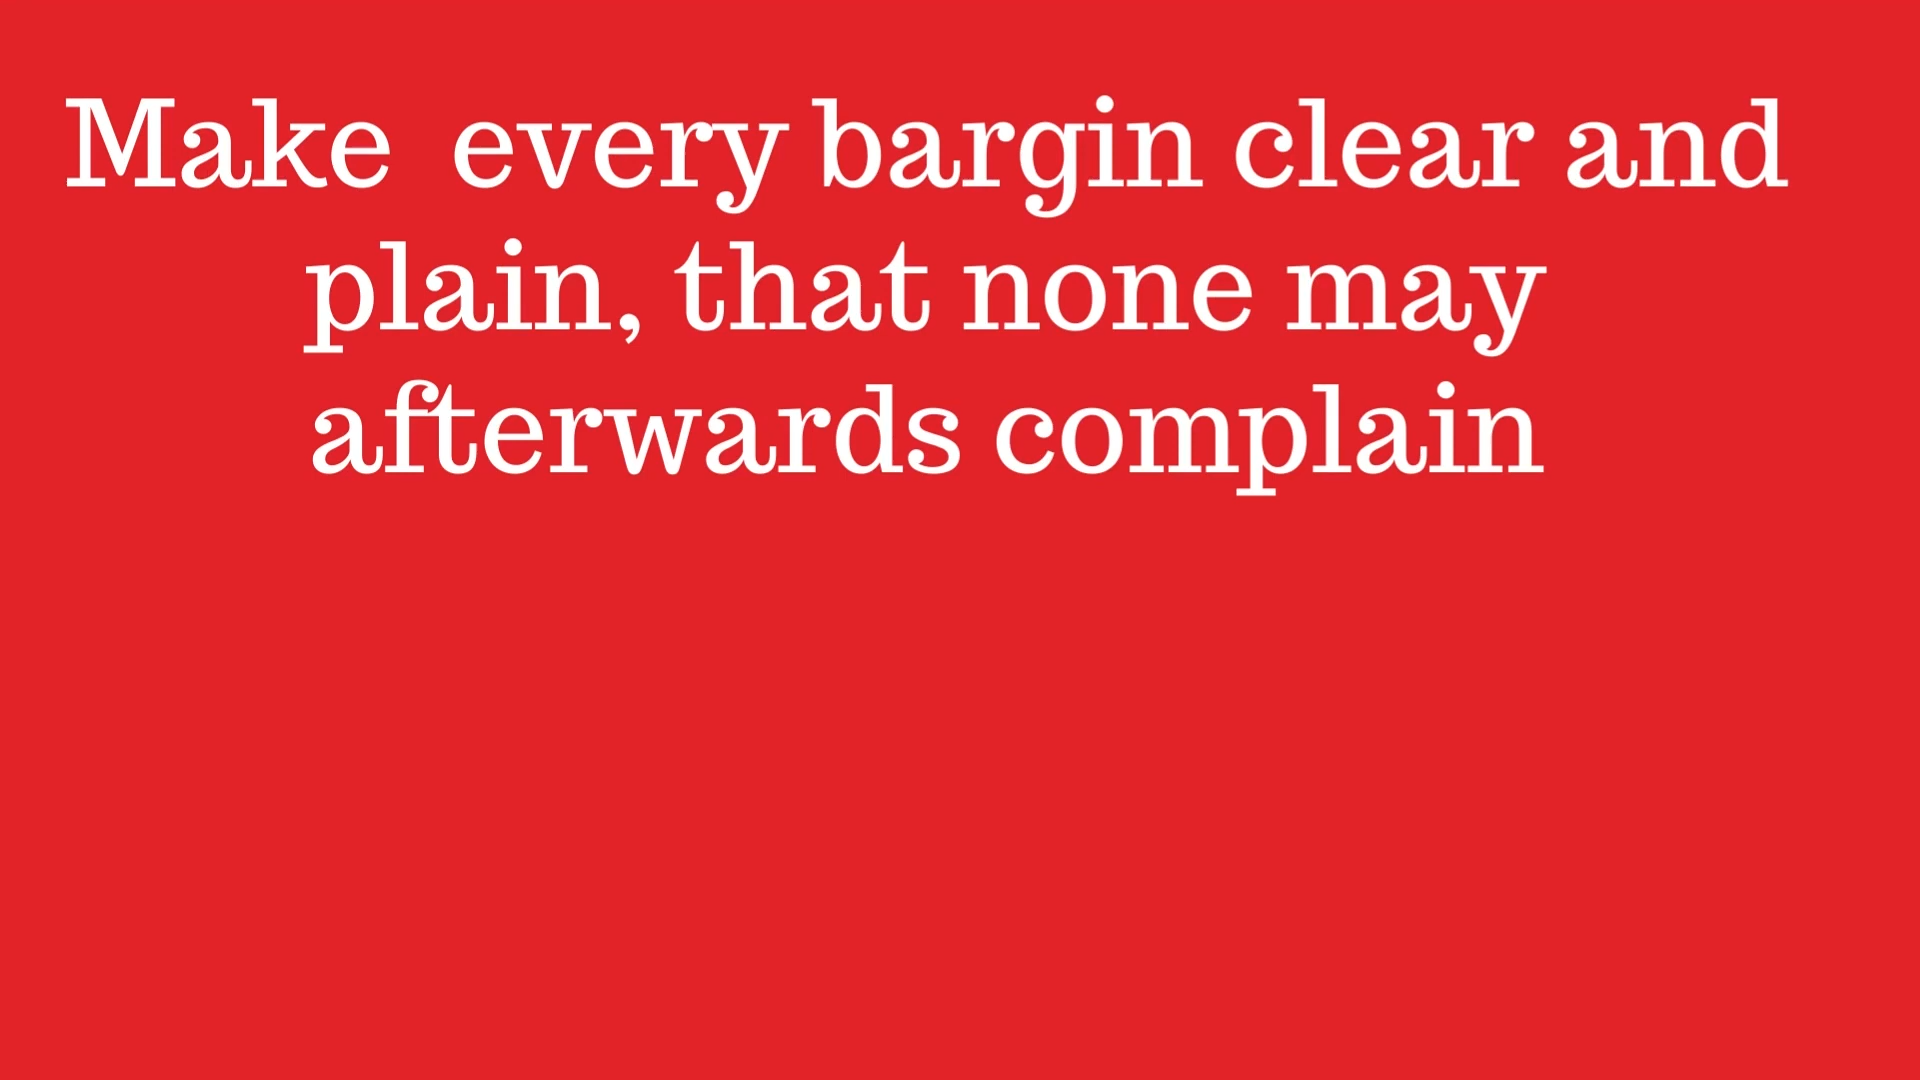 Make  every bargin clear and
plain, that none may
afterwards complain